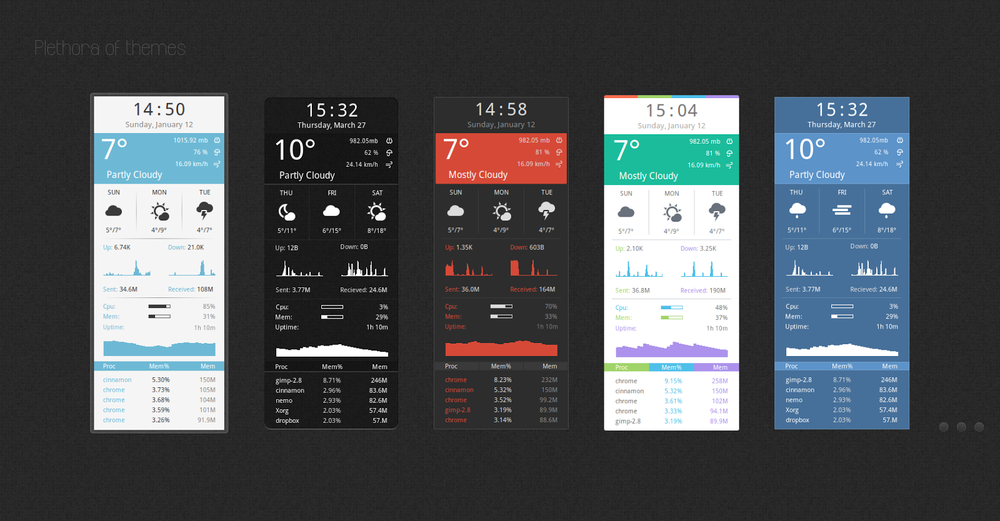 Plethora of themes
14:50
Sunday, January 12
7°
1015.92 mb
76 %
16.09 km/h
Partly Cloudy
SUN MON TUE
5°/7° 4°/9° 4°/7°
Up: 6.74K Down: 21.0K
Sent: 34.6M Received: 108M
Cpu: 85%
Mem: 31%
Uptime: 1h 10m
Proc Mem% Mem
cinnamon 5.30% 150M
chrome 3.73% 105M
chrome 3.68% 104M
chrome 3.59% 101M
chrome 3.26% 91.9M
15:32
Thursday, March 27
10°
982.05mb
62 %
24.14 km/h
Partly Cloudy
THU FRI SAT
5°/11° 6°/15° 8°/18°
Up: 12B Down: 0B
Sent: 3.77M Recieved: 24.6M
Cpu: 3%
Mem: 29%
Uptime: 1h 10m
Proc Mem% Mem
gimp-2.8 8.71% 246M
cinnamon 2.96% 83.6M
nemo 2.93% 82.6M
Xorg 2.03% 57.4M
dropbox 2.03% 57.M
14:58
Sunday, January 12
7°
982.05 mb
81 %
16.09 km/h
Mostly Cloudy
SUN MON TUE
5°/7° 4°/9° 4°/7°
Up: 1.35K Down: 603B
Sent: 36.0M Received: 164M
Cpu: 70%
Mem: 33%
Uptime: 1h 10m
Proc Mem% Mem
chrome 8.23% 232M
cinnamon 5.32% 150M
chrome 3.52% 99.2M
gimp-2.8 3.19% 89.9M
chrome 3.14% 88.6M
15:04
Sunday, January 12
7°
982.05 mb
81 %
16.09 km/h
Mostly Cloudy
SUN MON TUE
5°/7° 4°/9° 4°/7°
Up: 2.10K Down: 3.25K
Sent: 36.8M Received: 190M
Cpu: 48%
Mem: 37%
Uptime: 1h 10m
Proc Mem% Mem
chrome 9.15% 258M
cinnamon 5.32% 150M
chrome 3.61% 102M
chrome 3.33% 94.1M
gimp-2.8 3.19% 89.9M
15:32
Thursday, March 27
10°
982.05mb
62 %
24.14 km/h
Partly Cloudy
THU FRI SAT
5°/11° 6°/15° 8°/18°
Up: 12B Down: 0B
Sent: 3.77M Recieved: 24.6M
Cpu: 3%
Mem: 29%
Uptime: 1h 10m
Proc Mem% Mem
gimp-2.8 8.71% 246M
cinnamon 2.96% 83.6M
nemo 2.93% 82.6M
Xorg 2.03% 57.4M
dropbox 2.03% 57.M